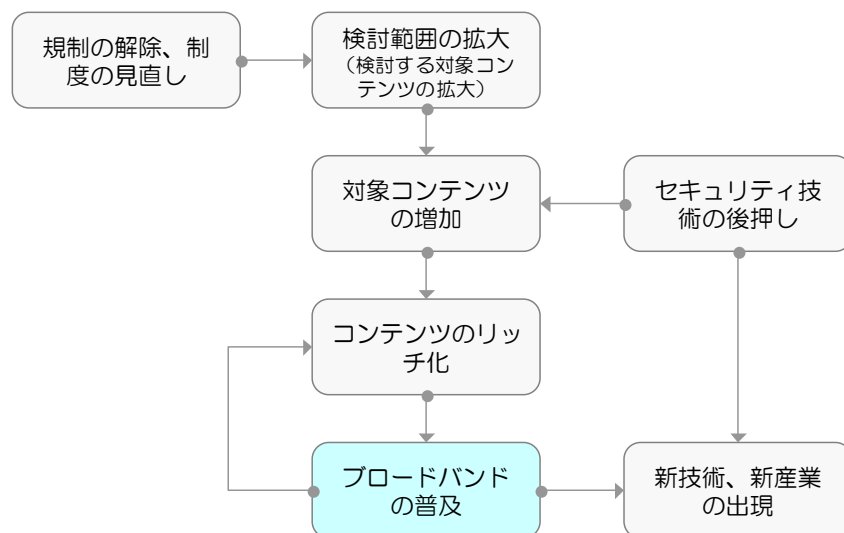 規制の解除、制
度の見直し
検討範囲の拡大
（検討する対象コン
テンツの拡大）
対象コンテンツ
の増加
セキュリティ技
術の後押し
コンテンツのリッ
チ化
ブロードバンド
の普及
新技術、新産業
の出現